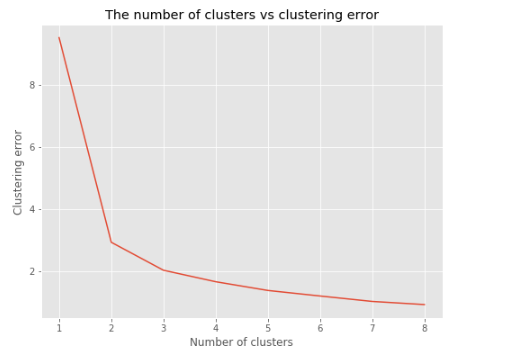 The number of clusters vs clustering error
Clustering error
8
6
4
2
1 2 3 4 5 6 7 8
Number of clusters